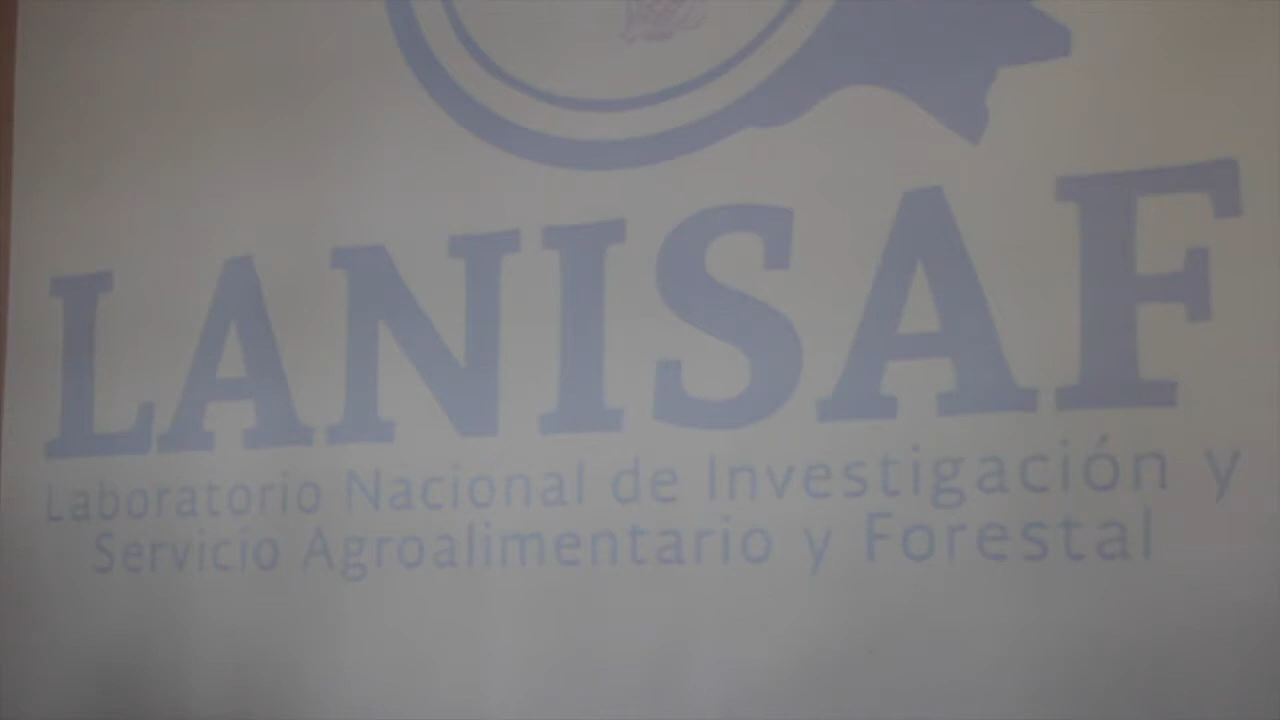 LANISAF
Laboratorio Nacional de Investigación y
Servicio Agroalimentario y Forestal